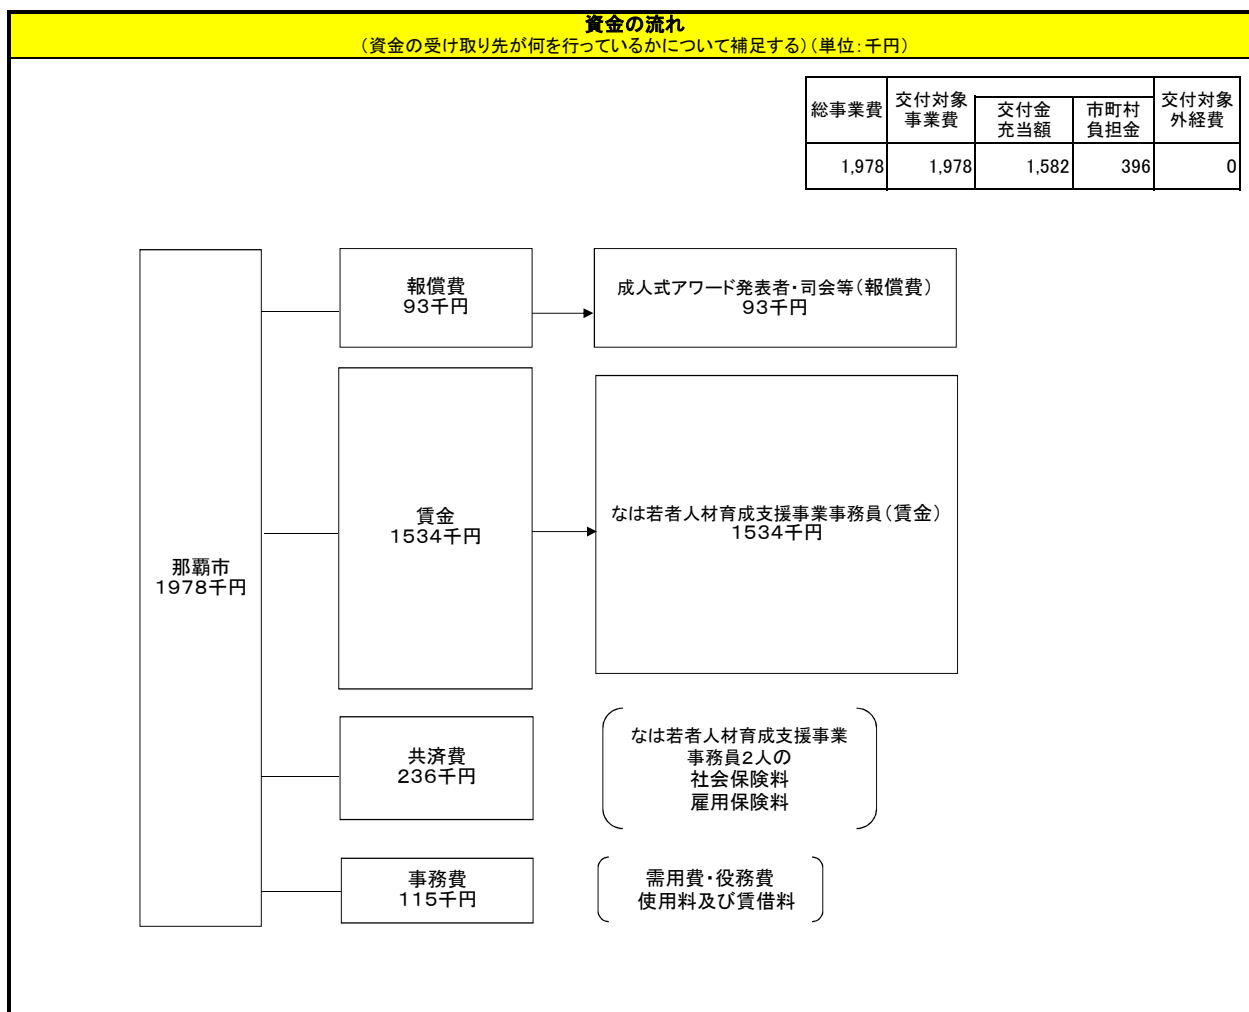 資金の流れ
(資金の受け取り先が何を行っているかについて補足する)(単位:千円)
総事業費
交付対象
事業費
交付金
充当額
市町村
負担金
交付対象
外経費
1,978
1,978
1,582
396
0
那覇市
1978千円
報償費
93千円
成人式アワード発表者・司会等(報償費)
93千円
賃金
1534千円
なは若者人材育成支援事業事務員(賃金)
1534千円
共済費
236千円
なは若者人材育成支援事業
事務員2人の
社会保険料
雇用保険料
事務費
115千円
需用費・役務費
使用料及び賃借料